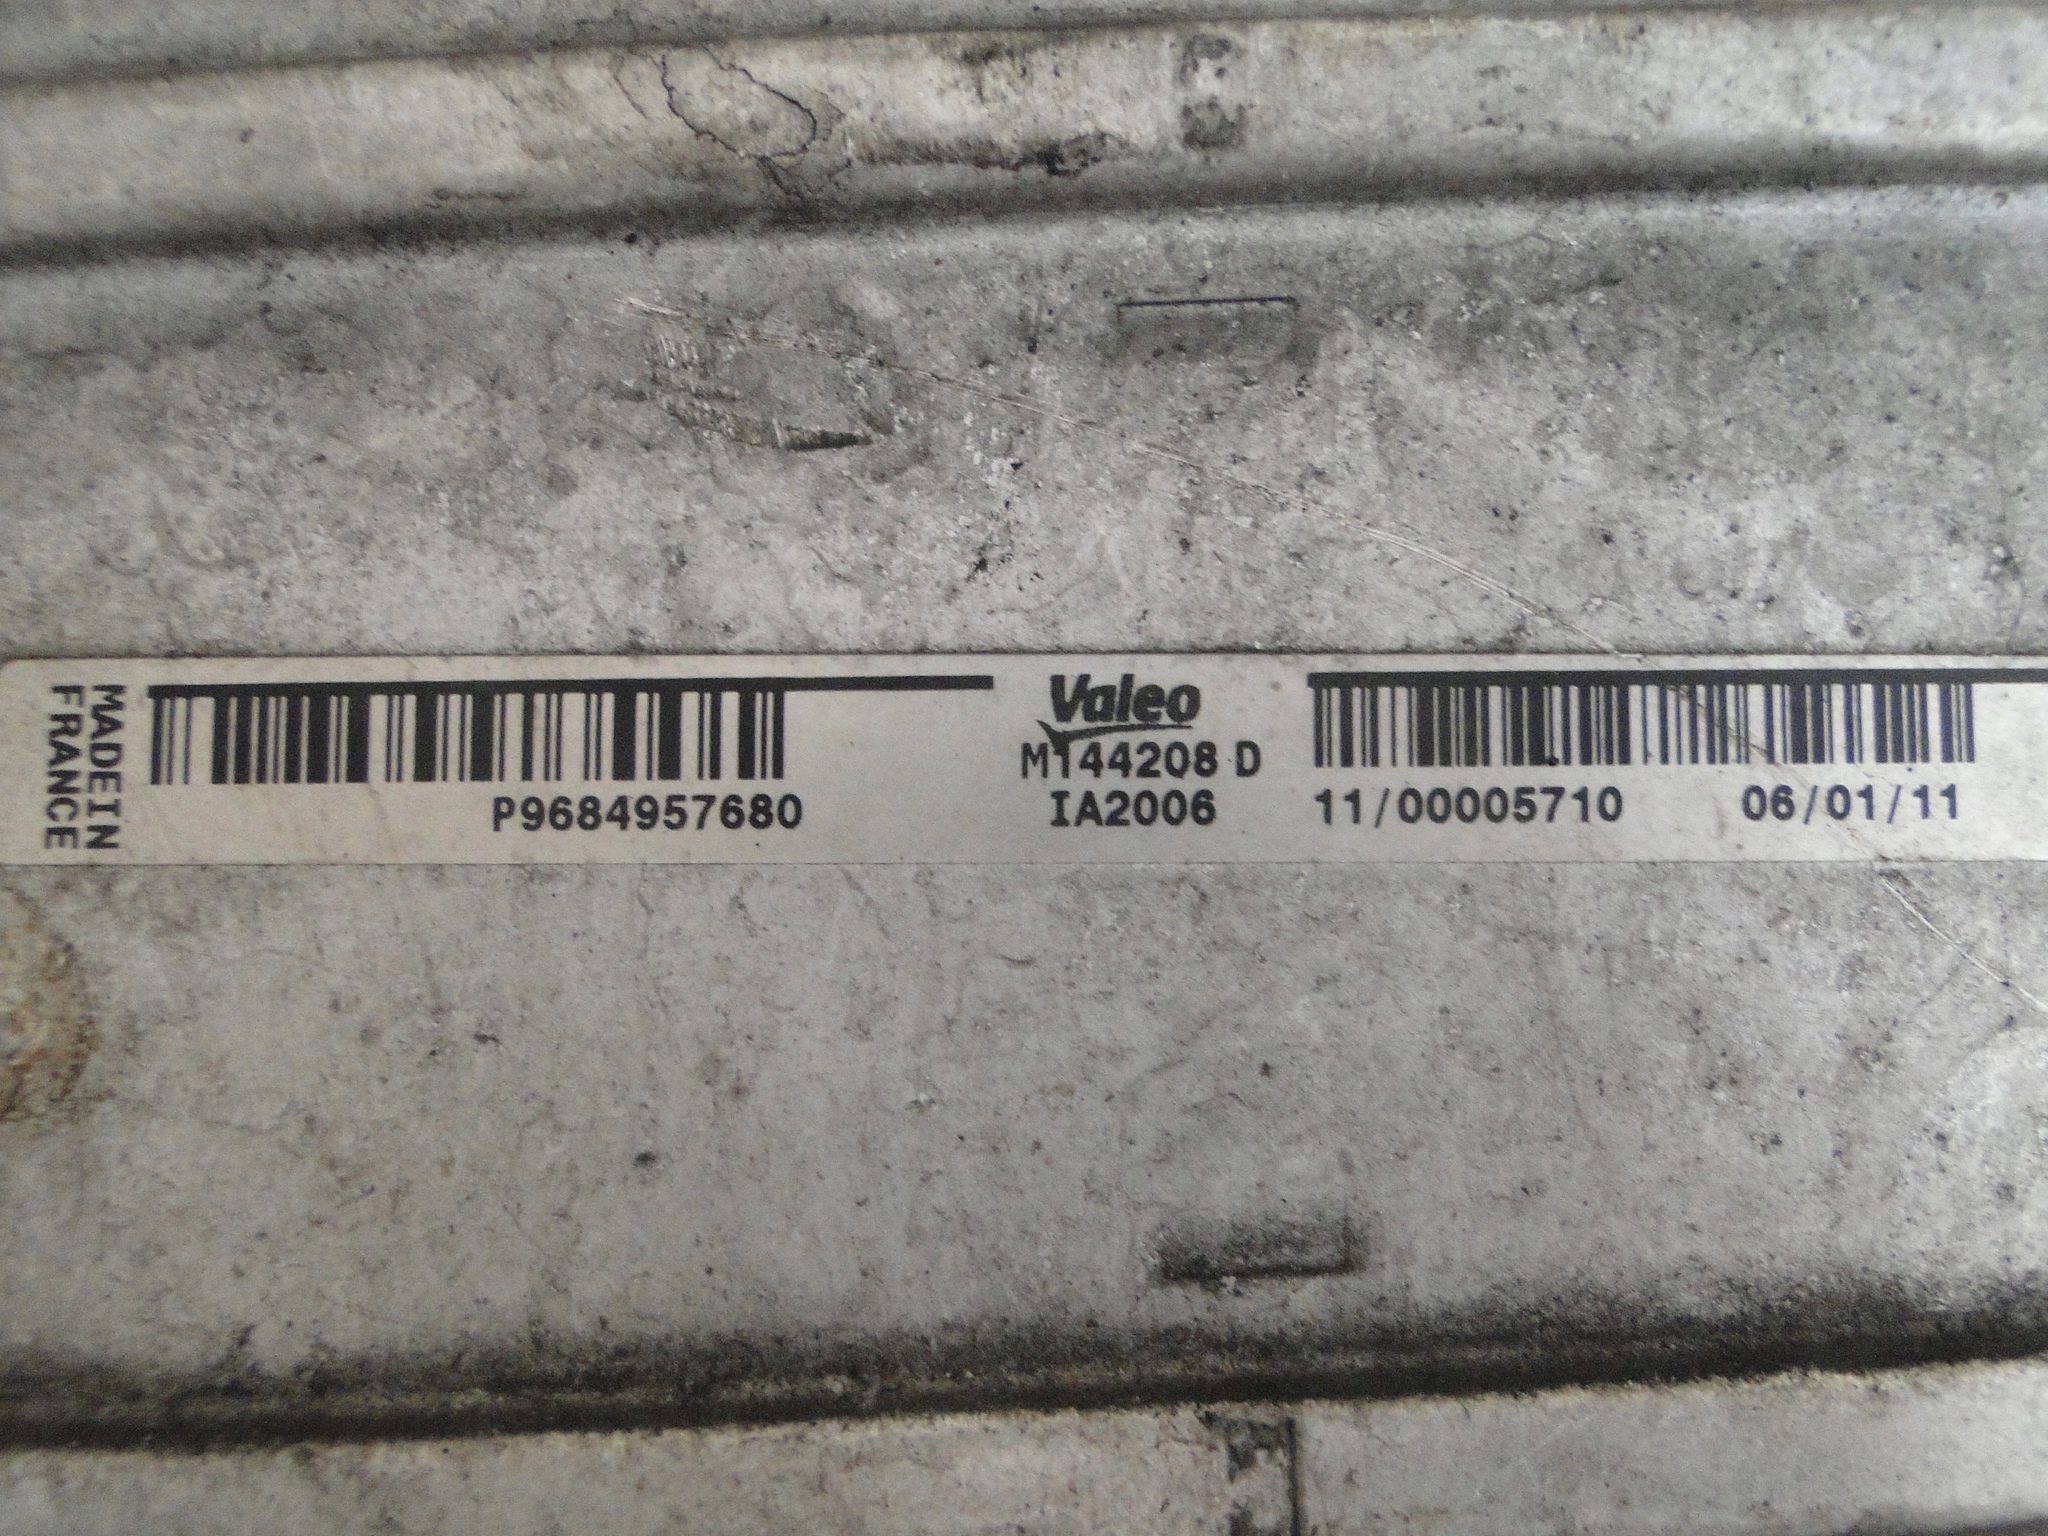 MADE IN
FRANCE
P9684957680
Valeo
M144208 D
IA2006
11/00005710 06/01/11